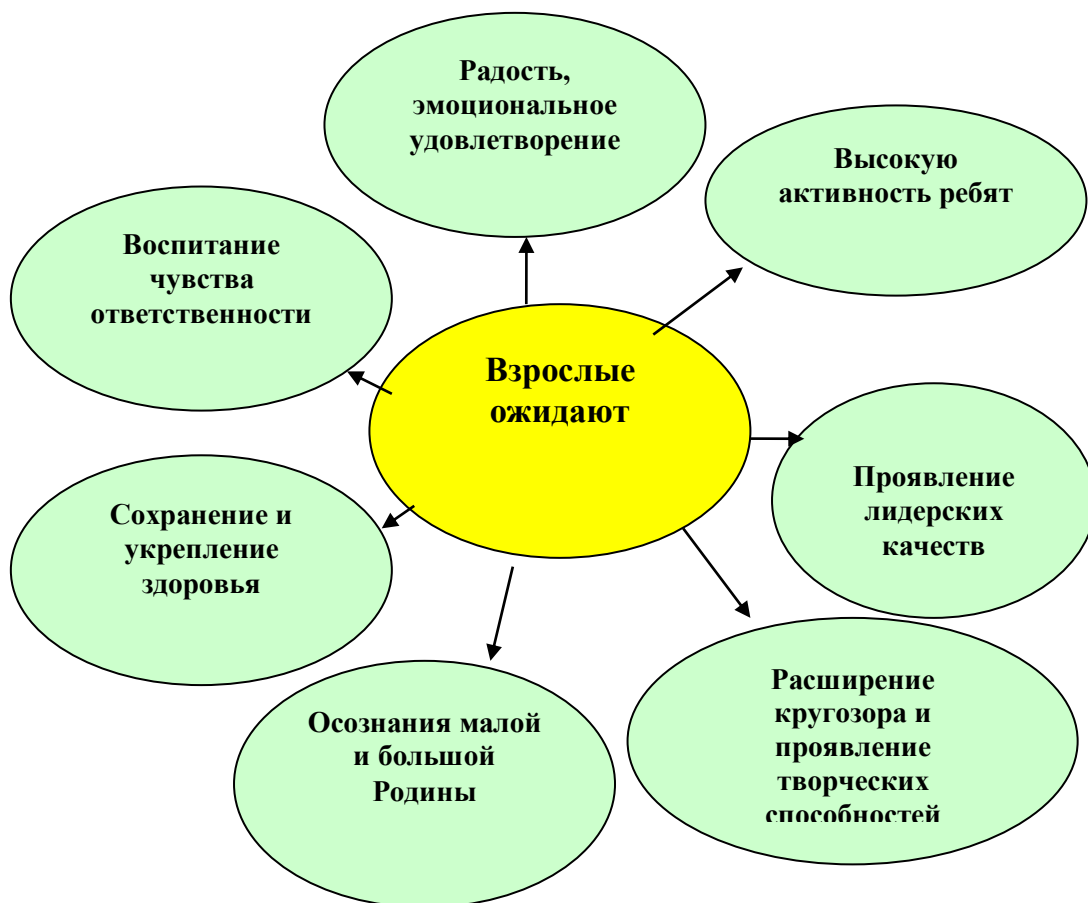 Радость,
эмоциональное
удовлетворение
Высокую
активность ребят
Воспитание
чувства
ответственности
Взрослые
ожидают
Проявление
лидерских
качеств
Сохранение и
укрепление
здоровья
Расширение
кругозора и
проявление
творческих
способностей
Осознания малой
и большой
Родины